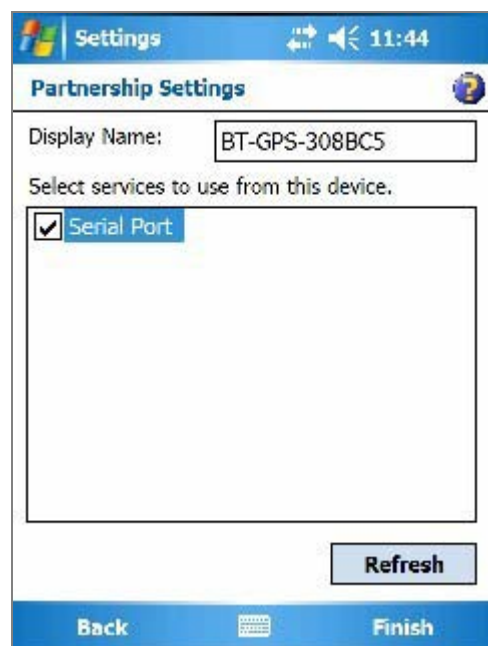 Settings 11:44
Partnership Settings
Display Name: BT-GPS-308BC5
Select services to use from this device.
Serial Port
Refresh
Back Finish